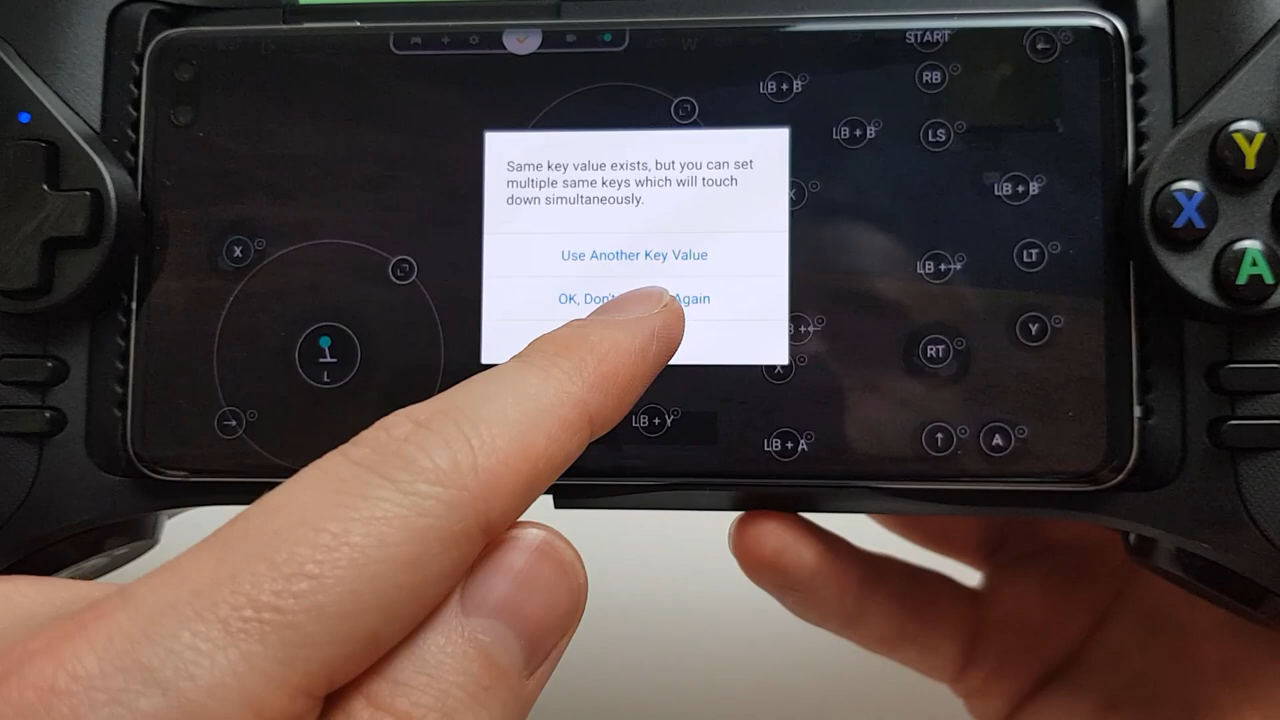 START
RB
LB + B
LB + B
LS
Same key value exists, but you can set
multiple same keys which will touch
down simultaneously.
Y
X
LB + B
X
X
Use Another Key Value
LB +→
LT
A
OK, Don't Again
Y
L
RT
X
→
LB + Y
LB + A
↑
A